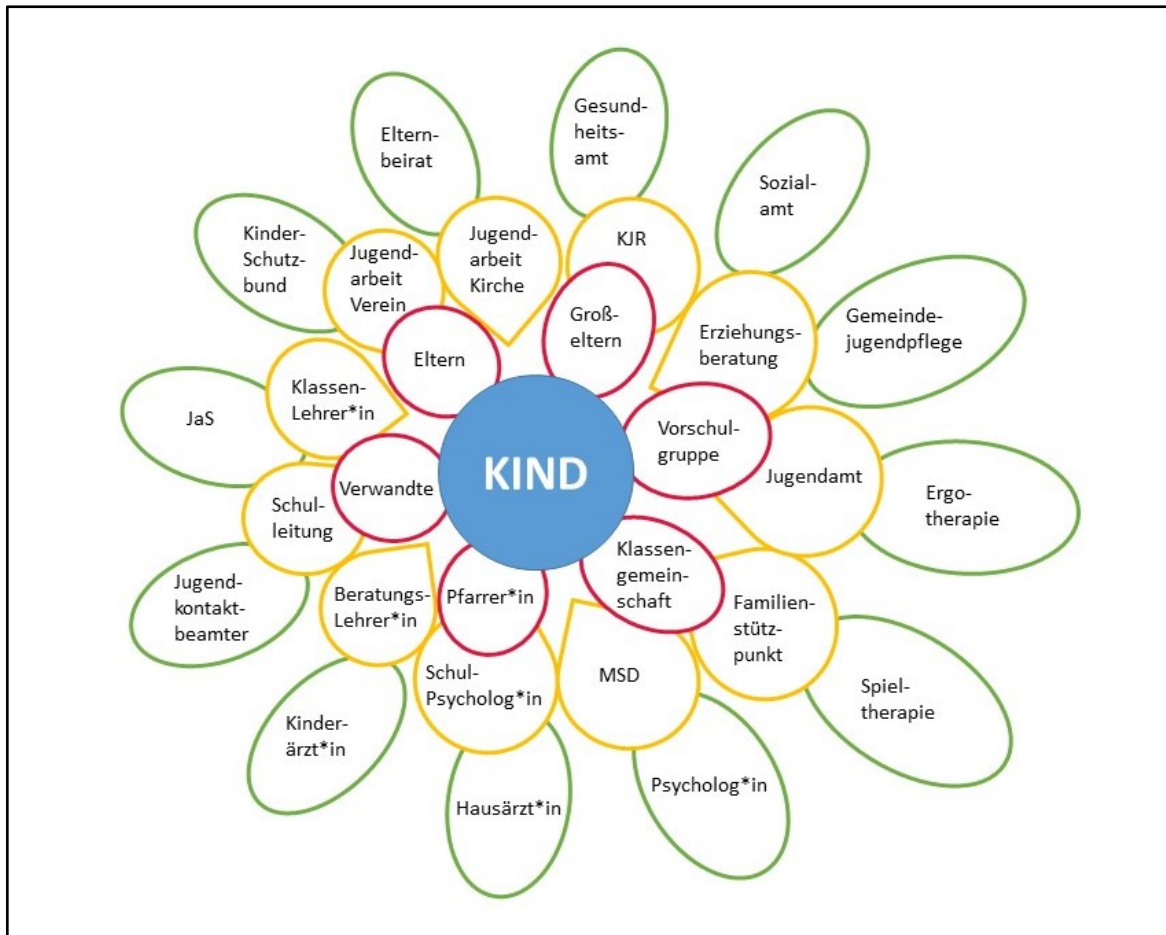 Gesund-
heits-
amt
Eltern-
beirat
Sozial-
amt
Kinder-
Schutz-
bund
Jugend-
arbeit
Verein
Jugend-
arbeit
Kirche
KJR
Groß-
eltern
Erziehungs-
beratung
Gemeinde-
jugendpflege
Eltern
Klassen-
Lehrer*in
JaS
Vorschul-
gruppe
KIND
Jugendamt
Verwandte
Ergo-
therapie
Schul-
leitung
Klassen
gemein-
schaft
Jugend-
kontakt-
beamter
Beratungs-
Lehrer*in
Pfarrer*in
Familien-
stütz-
punkt
Schul-
Psycholog*in
MSD
Spiel-
therapie
Kinder-
ärzt*in
Hausärzt*in
Psycholog*in